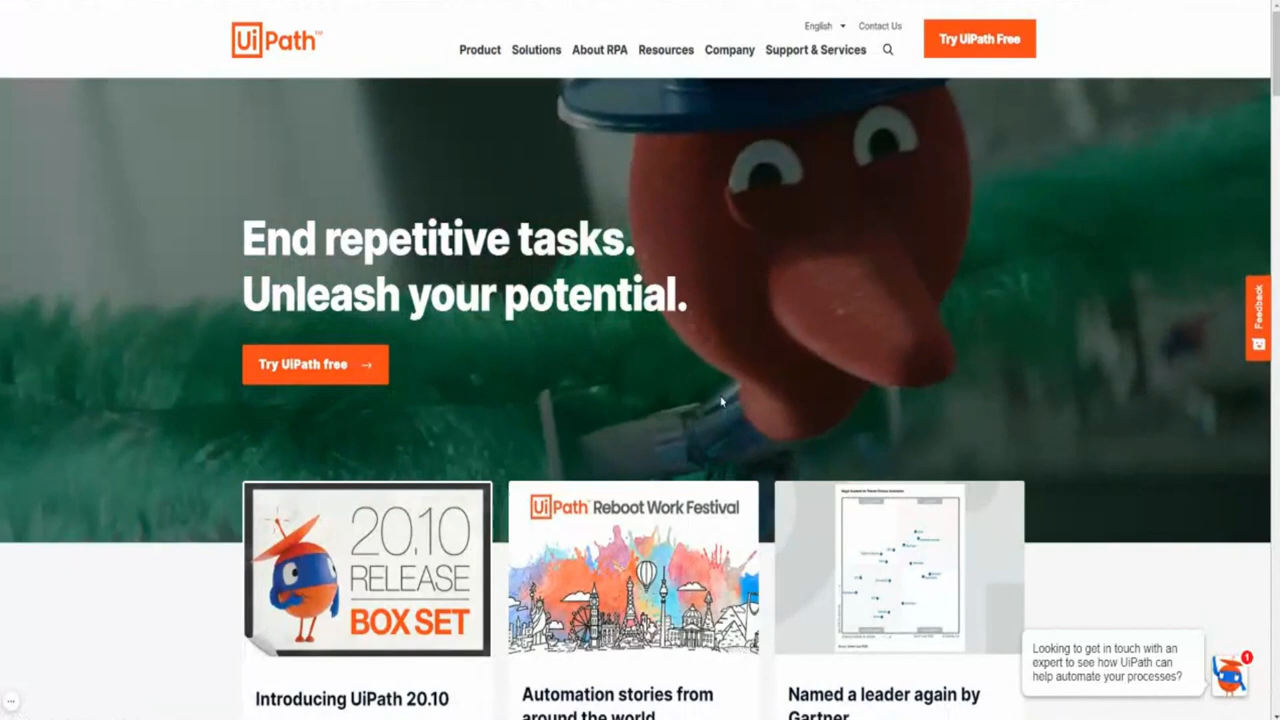 English
Contact Us
UiPath™
Product Solutions About RPA Resources Company Support & Services
Try UiPath Free
End repetitive tasks.
Unleash your potential.
Try UiPath free →
Feedback
20.10
RELEASE
BOX SET
UiPath Reboot Work Festival
Introducing UiPath 20.10
Automation stories from
around the world
Named a leader again by
Gartner
Looking to get in touch with an
expert to see how UiPath can
help automate your processes?
1